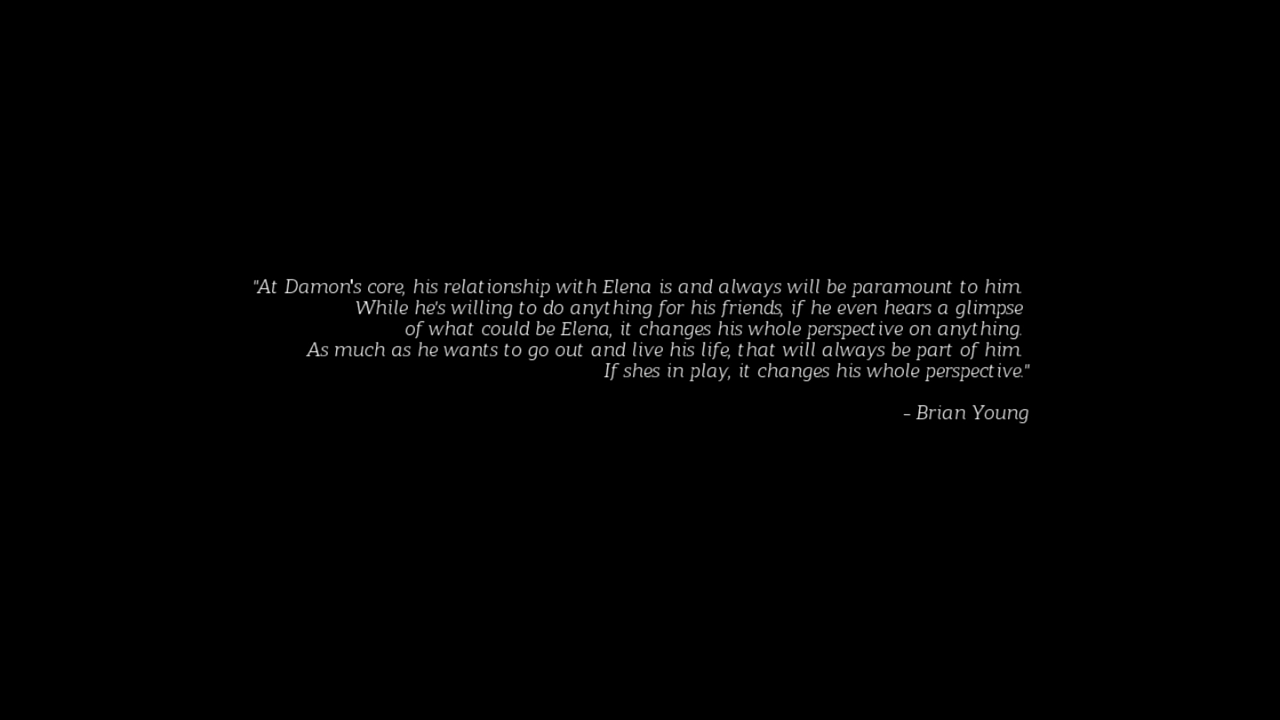 "At Damon's core, his relationship with Elena is and always will be paramount to him.
While he's willing to do anything for his friends, if he even hears a glimpse
of what could be Elena, it changes his whole perspective on anything.
As much as he wants to go out and live his life, that will always be part of him.
If shes in play, it changes his whole perspective."
- Brian Young